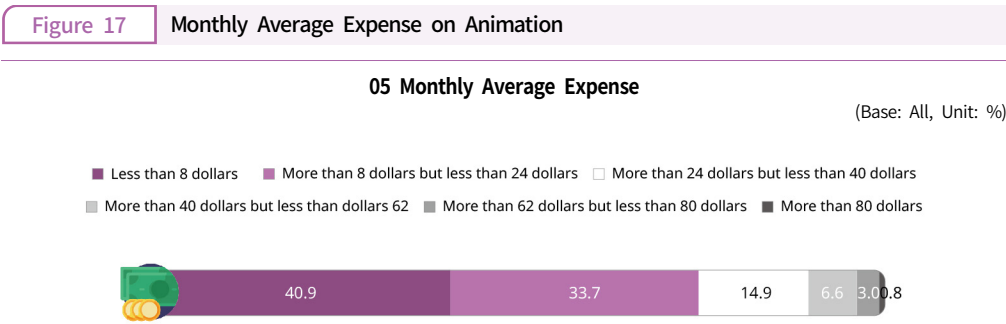 Figure 17 Monthly Average Expense on Animation
05 Monthly Average Expense
(Base: All, Unit: %)
Less than 8 dollars More than 8 dollars but less than 24 dollars More than 24 dollars but less than 40 dollars
More than 40 dollars but less than dollars 62 More than 62 dollars but less than 80 dollars More than 80 dollars
40.9 33.7 14.9 6.6 3.0 0.8